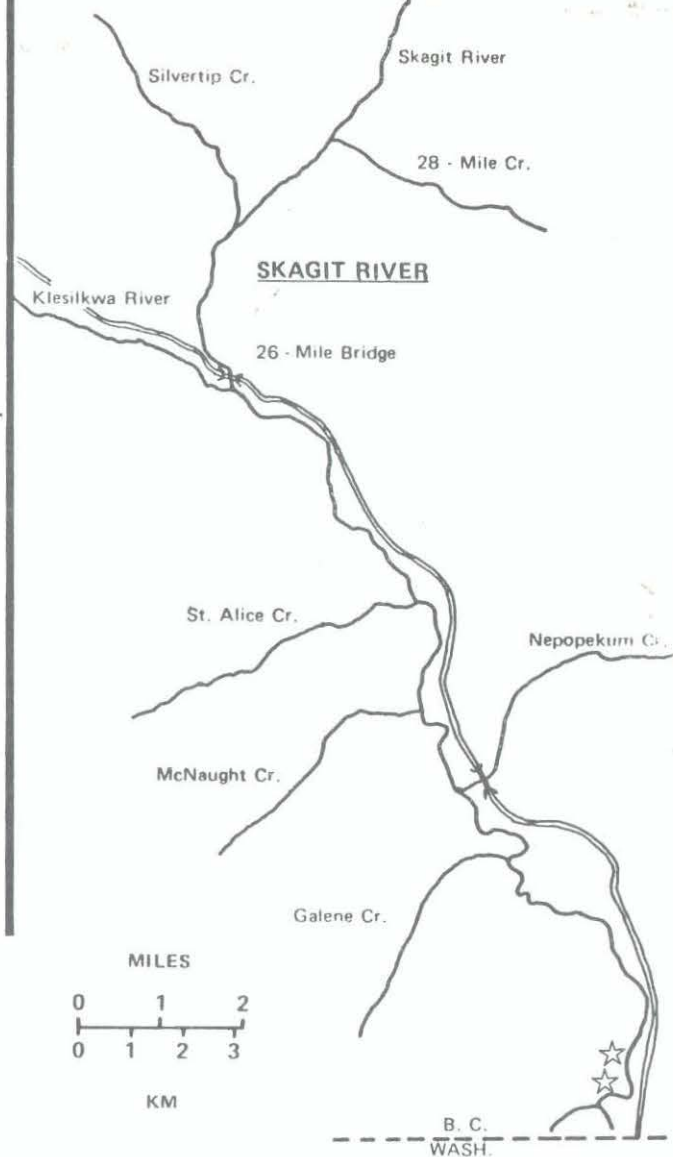 Skagit River
Silvertip Cr.
28 - Mile Cr.
SKAGIT RIVER
Klesilkwa River
26 - Mile Bridge
St. Alice Cr.
Nepopekum Cr.
McNaught Cr.
Galene Cr.
MILES
0 1 2
0 1 2 3
KM
B. C.
WASH.